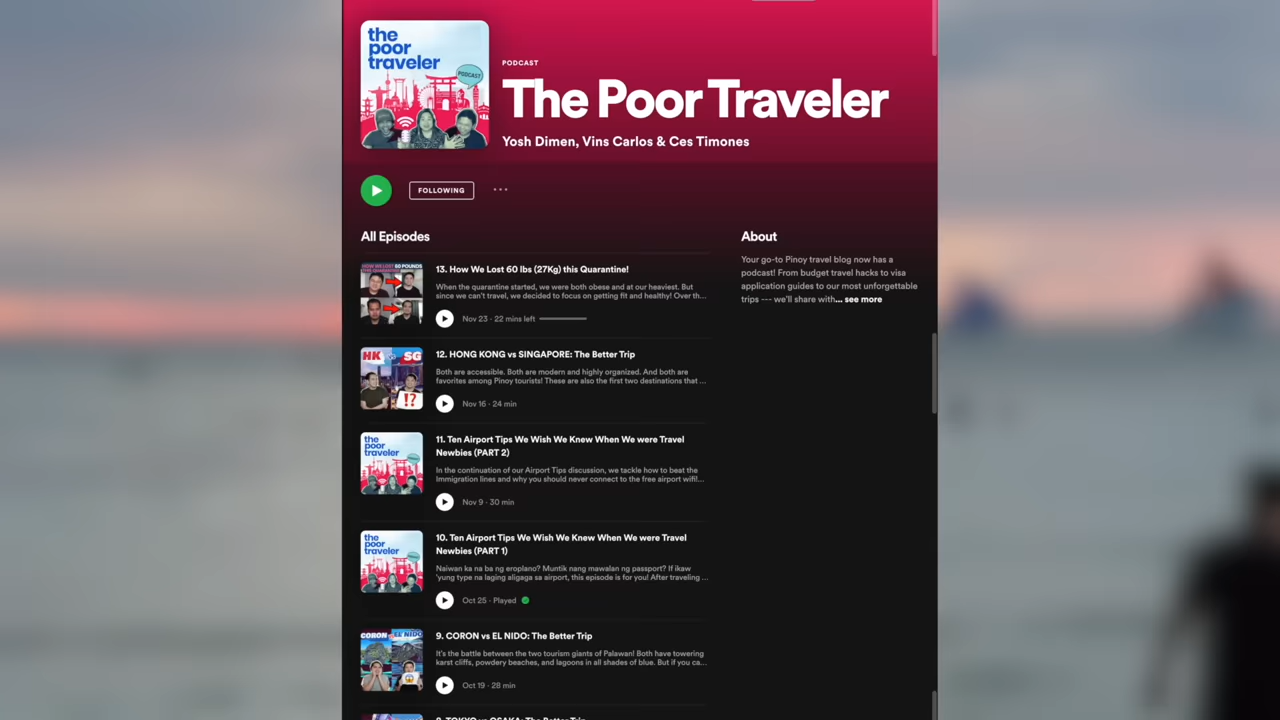 the
poor
traveler
PODCAST
PODCAST
The Poor Traveler
Yosh Dimen, Vins Carlos & Ces Timones
FOLLOWING
All Episodes
About
Your go-to Pinoy travel blog now has a
podcast! From budget travel hacks to visa
application guides to our most unforgettable
trips --- we'll share with... see more
13. How We Lost 60 lbs (27Kg) this Quarantine!
When the quarantine started, we were both obese and at our heaviest. But
since we can't travel, we decided to focus on getting fit and healthy! Over th...
Nov 23 · 22 mins left
HK SG
!?
12. HONG KONG vs SINGAPORE: The Better Trip
Both are accessible. Both are modern and highly organized. And both are
favorites among Pinoy tourists! These are also the first two destinations that ...
Nov 16 · 24 min
the
poor
traveler
11. Ten Airport Tips We Wish We Knew When We were Travel
Newbies (PART 2)
In the continuation of our Airport Tips discussion, we tackle how to beat the
Immigration lines and why you should never connect to the free airport wifi!...
Nov 9 · 30 min
the
poor
traveler
10. Ten Airport Tips We Wish We Knew When We were Travel
Newbies (PART 1)
Naiwan ka na ba ng eroplano? Muntik nang mawalan ng passport? If ikaw
'yung type na laging aligaga sa airport, this episode is for you! After traveling ...
Oct 25 · Played
CORON EL NIDO
9. CORON vs EL NIDO: The Better Trip
It's the battle between the two tourism giants of Palawan! Both have towering
karst cliffs, powdery beaches, and lagoons in all shades of blue. But if you ca...
Oct 19 · 28 min
8. TOKYO vs OSAKA: The Better Trip